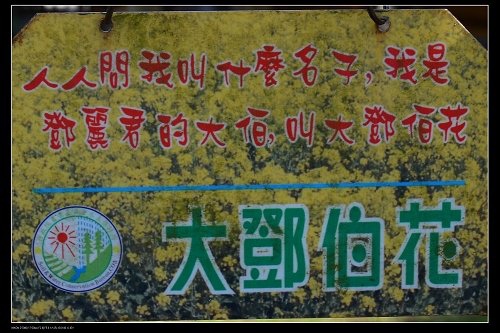 人人問我叫什麼名子,我是
鄧麗君的大佰,叫大鄧佰花
大鄧伯花